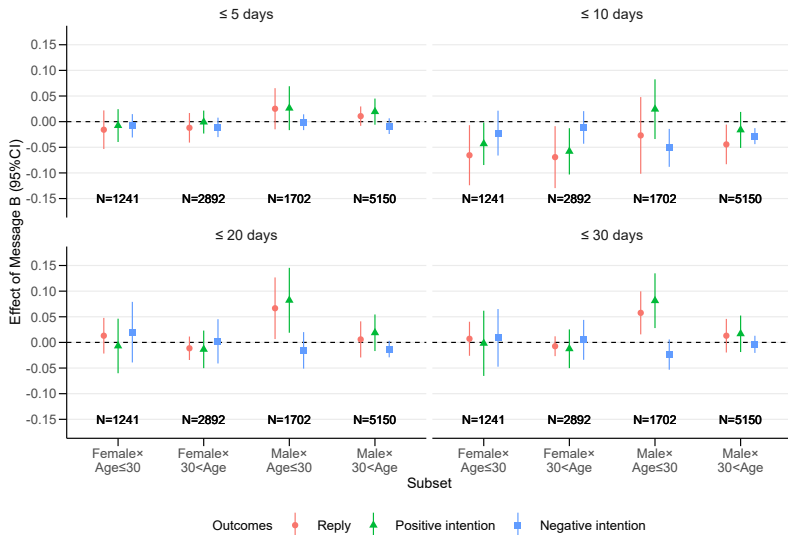 ≤ 5 days
≤ 10 days
0.15
0.10
0.05
0.00
-0.05
-0.10
-0.15
N=1241 N=2892 N=1702 N=5150
N=1241 N=2892 N=1702 N=5150
≤ 20 days
≤ 30 days
0.15
0.10
0.05
0.00
-0.05
-0.10
-0.15
N=1241 N=2892 N=1702 N=5150
N=1241 N=2892 N=1702 N=5150
Effect of Message B (95%CI)
Female× Female× Male× Male×
Age≤30 30<Age Age≤30 30<Age
Female× Female× Male× Male×
Age≤30 30<Age Age≤30 30<Age
Subset
Outcomes Reply Positive intention Negative intention